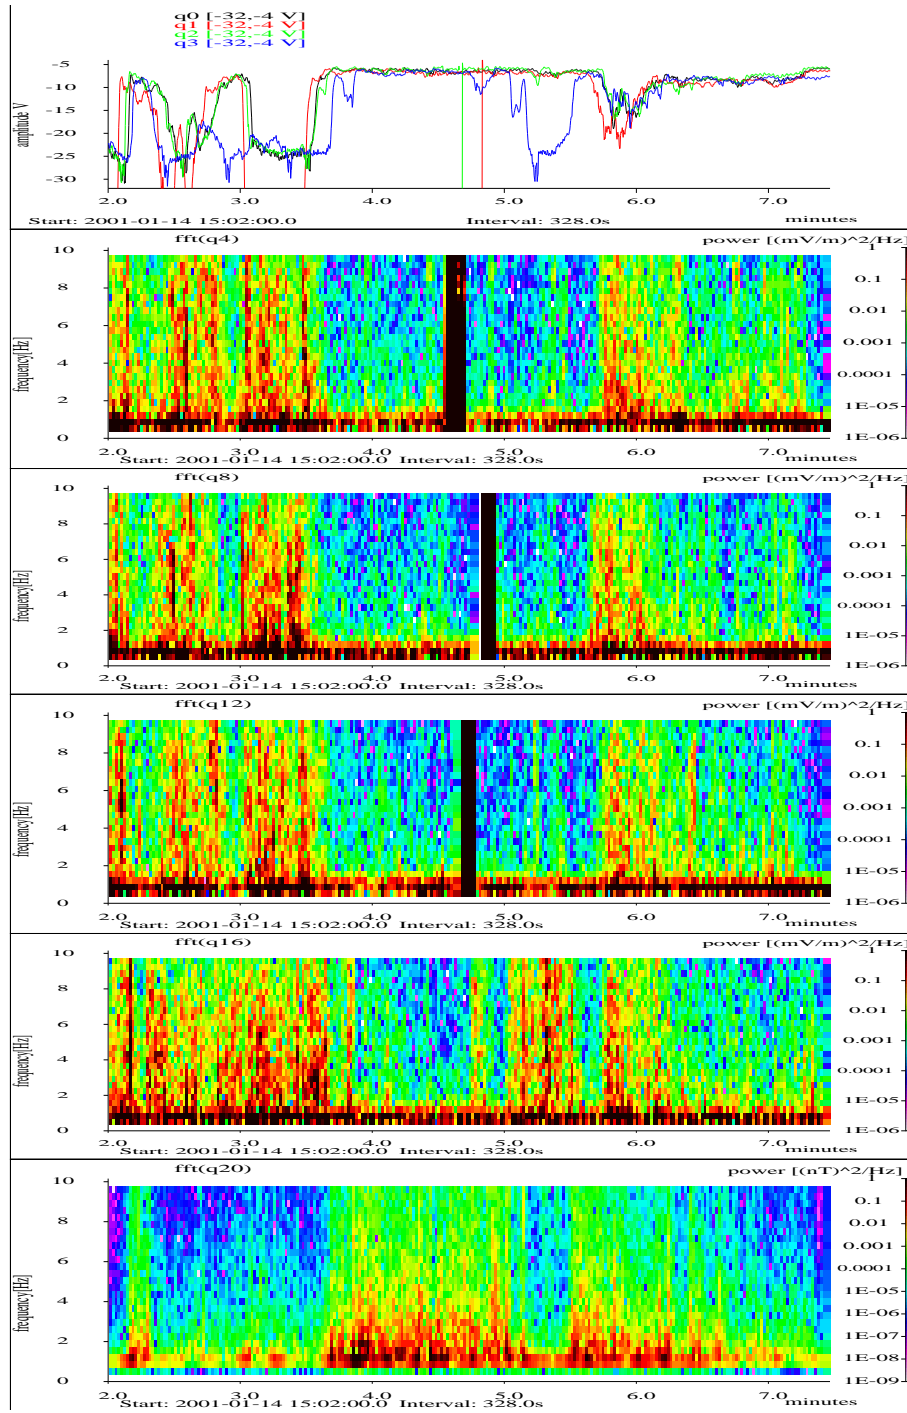 q0 [-32,-4 V]
q1 [-32,-4 V]
q2 [-32,-4 V]
q3 [-32,-4 V]
amplitude V
-5
-10
-15
-20
-25
-30
2.0 3.0 4.0 5.0 6.0 7.0
Start: 2001-01-14 15:02:00.0 Interval: 328.0s minutes
fft(q4) power [(mV/m)^2/Hz]
frequency[Hz]
10
8
6
4
2
0
1
0.1
0.01
0.001
0.0001
1E-05
1E-06
2.0 3.0 4.0 5.0 6.0 7.0
Start: 2001-01-14 15:02:00.0 Interval: 328.0s minutes
fft(q8) power [(mV/m)^2/Hz]
frequency[Hz]
10
8
6
4
2
0
1
0.1
0.01
0.001
0.0001
1E-05
1E-06
2.0 3.0 4.0 5.0 6.0 7.0
Start: 2001-01-14 15:02:00.0 Interval: 328.0s minutes
fft(q12) power [(mV/m)^2/Hz]
frequency[Hz]
10
8
6
4
2
0
1
0.1
0.01
0.001
0.0001
1E-05
1E-06
2.0 3.0 4.0 5.0 6.0 7.0
Start: 2001-01-14 15:02:00.0 Interval: 328.0s minutes
fft(q16) power [(mV/m)^2/Hz]
frequency[Hz]
10
8
6
4
2
0
1
0.1
0.01
0.001
0.0001
1E-05
1E-06
2.0 3.0 4.0 5.0 6.0 7.0
Start: 2001-01-14 15:02:00.0 Interval: 328.0s minutes
fft(q20) power [(nT)^2/Hz]
frequency[Hz]
10
8
6
4
2
0
1
0.1
0.01
0.001
0.0001
1E-05
1E-06
1E-07
1E-08
1E-09
2.0 3.0 4.0 5.0 6.0 7.0
Start: 2001-01-14 15:02:00.0 Interval: 328.0s minutes